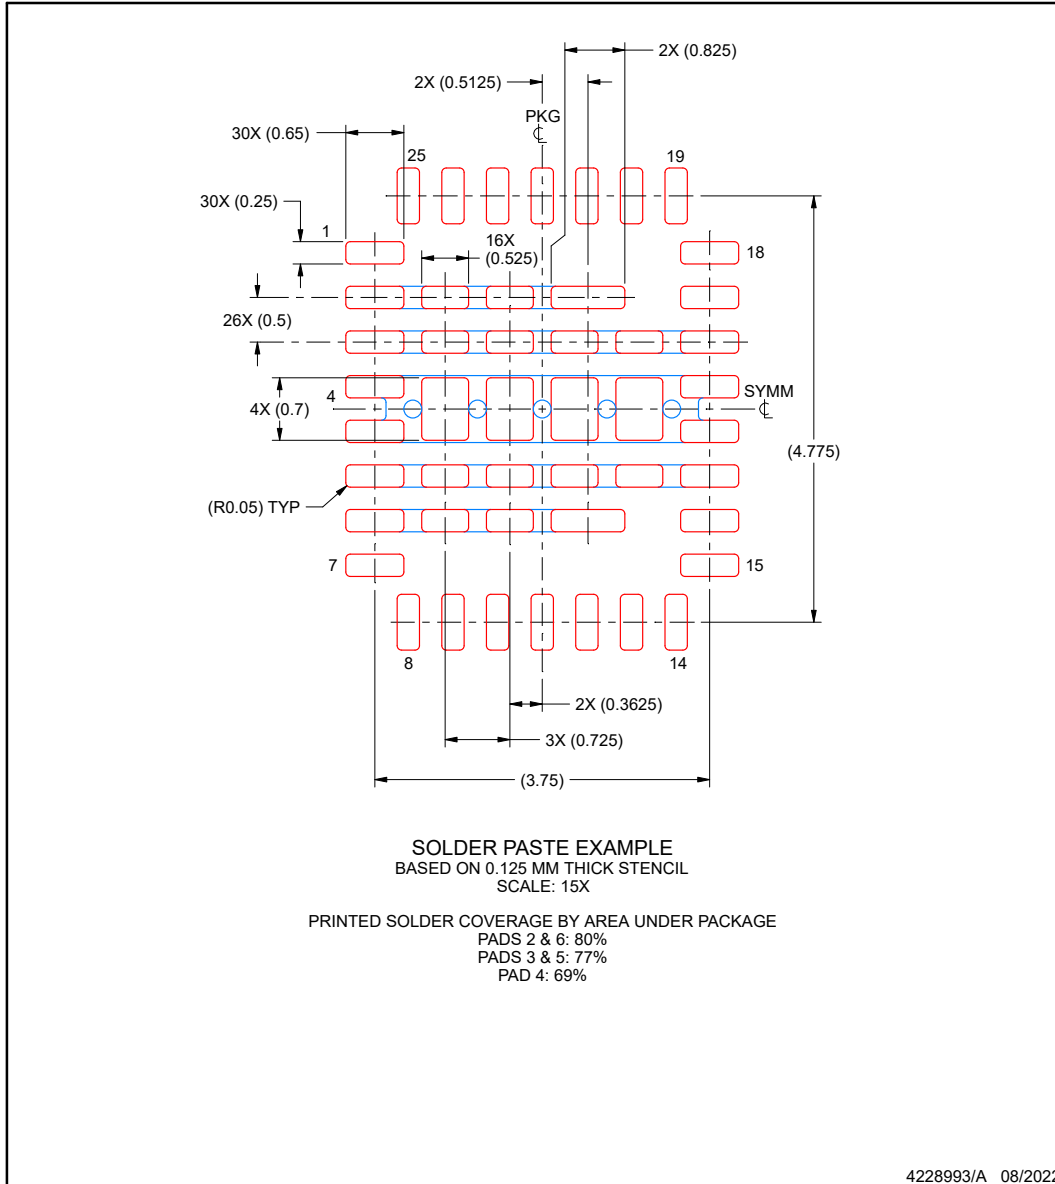 2X (0.825)
2X (0.5125)
PKG
℄
30X (0.65)
25
19
30X (0.25)
1
16X
(0.525)
18
26X (0.5)
4
4X (0.7)
SYMM
℄
(4.775)
(R0.05) TYP
7
15
8
14
2X (0.3625)
3X (0.725)
(3.75)
SOLDER PASTE EXAMPLE
BASED ON 0.125 MM THICK STENCIL
SCALE: 15X
PRINTED SOLDER COVERAGE BY AREA UNDER PACKAGE
PADS 2 & 6: 80%
PADS 3 & 5: 77%
PAD 4: 69%
4228993/A 08/2022